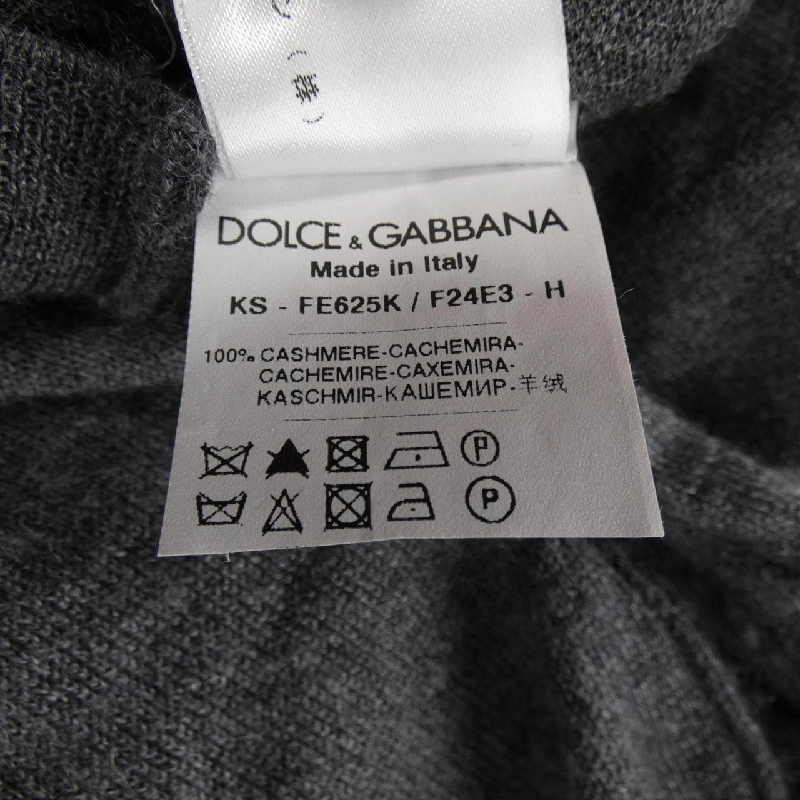 DOLCE & GABBANA
Made in Italy
KS - FE625K / F24E3 - H
100% CASHMERE-CACHEMIRA-
CACHEMIRE-CAXEMIRA-
KASCHMIR-КАШЕМИР-羊绒
P
P